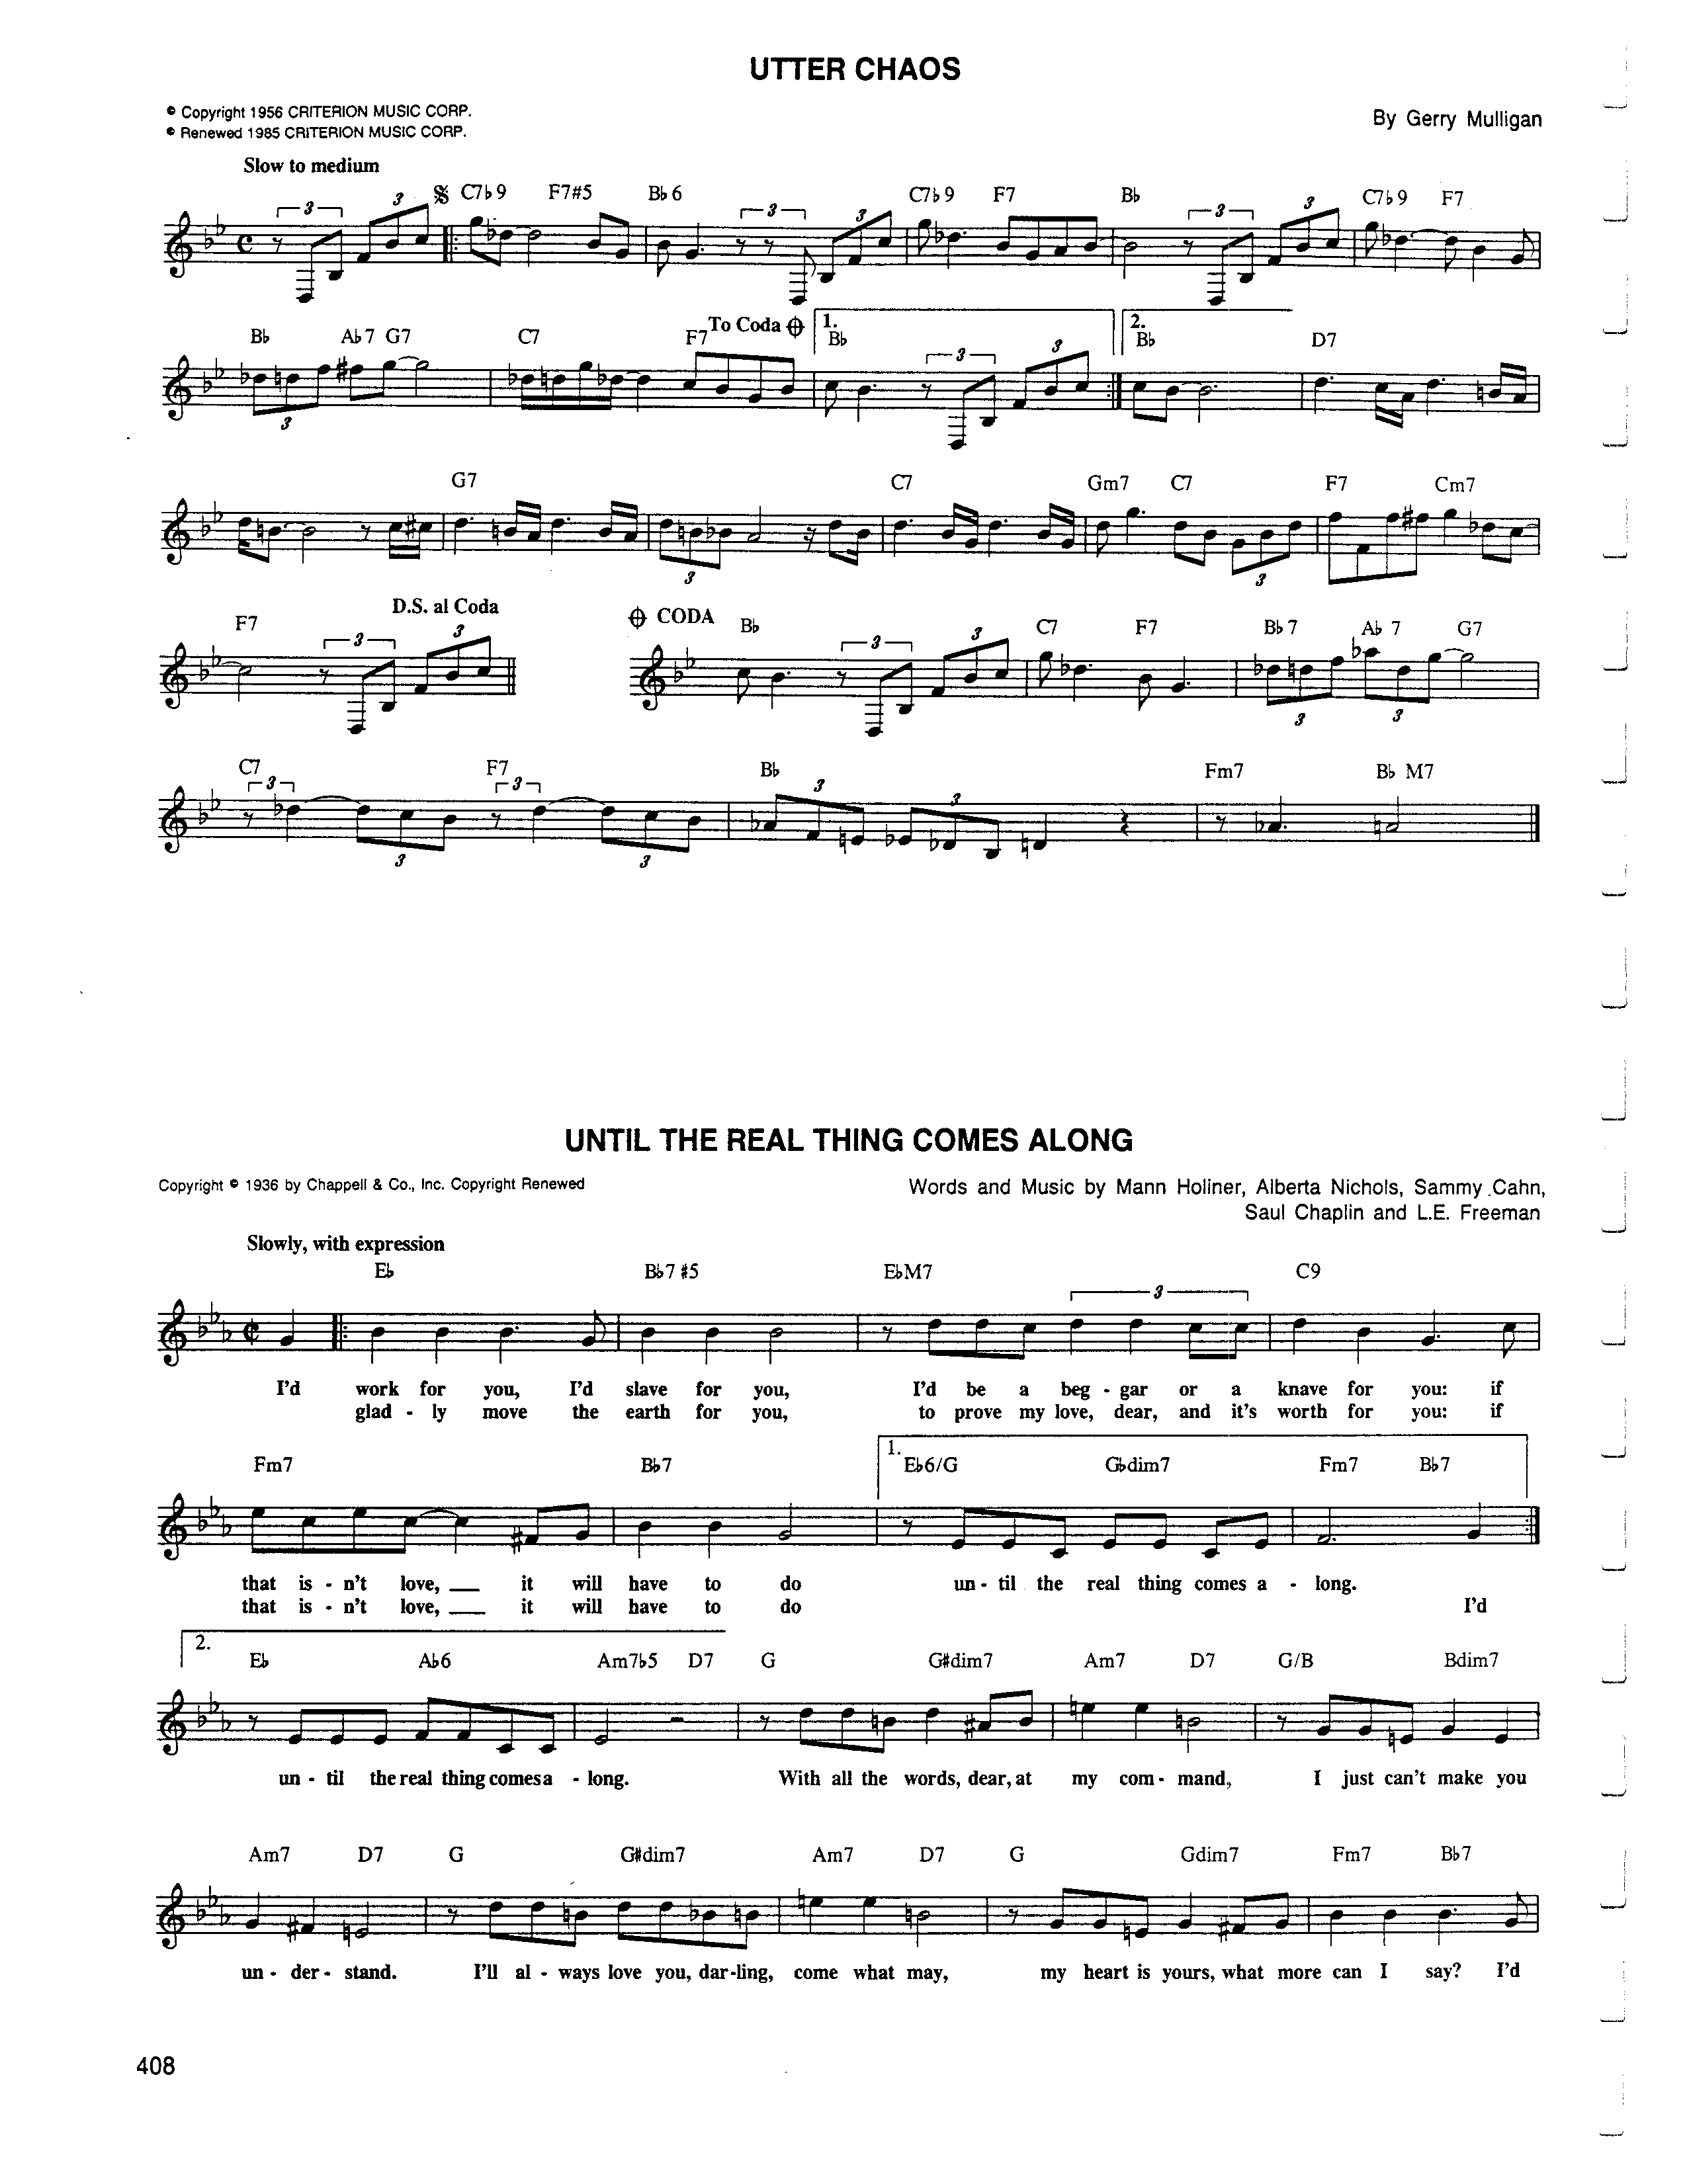 UTTER CHAOS
© Copyright 1956 CRITERION MUSIC CORP.
© Renewed 1985 CRITERION MUSIC CORP.
By Gerry Mulligan
Slow to medium
C7♭9 F7#5 B♭6 C7♭9 F7 B♭ C7♭9 F7
3 3 3 3 3 3
B♭ A♭7 G7 C7 F7 To Coda 1. B♭ 2. B♭ D7
3 3 3
G7 C7 Gm7 C7 F7 Cm7
3 3
F7 D.S. al Coda CODA B♭ C7 F7 B♭7 A♭7 G7
3 3 3 3 3 3
C7 F7 B♭ Fm7 B♭M7
3 3 3 3 3 3
UNTIL THE REAL THING COMES ALONG
Copyright © 1936 by Chappell & Co., Inc. Copyright Renewed
Words and Music by Mann Holiner, Alberta Nichols, Sammy Cahn,
Saul Chaplin and L.E. Freeman
Slowly, with expression
E♭ B♭7#5 E♭M7 C9
3
I'd work for you, I'd slave for you, I'd be a beg - gar or a knave for you: if
glad - ly move the earth for you, to prove my love, dear, and it's worth for you: if
Fm7 B♭7 1. E♭6/G G♭dim7 Fm7 B♭7
that is - n't love, __ it will have to do un - til the real thing comes a - long.
that is - n't love, __ it will have to do I'd
2.
E♭ A♭6 Am7♭5 D7 G G#dim7 Am7 D7 G/B Bdim7
un - til the real thing comes a - long. With all the words, dear, at my com - mand, I just can't make you
Am7 D7 G G#dim7 Am7 D7 G Gdim7 Fm7 B♭7
un - der - stand. I'll al - ways love you, dar-ling, come what may, my heart is yours, what more can I say? I'd
408